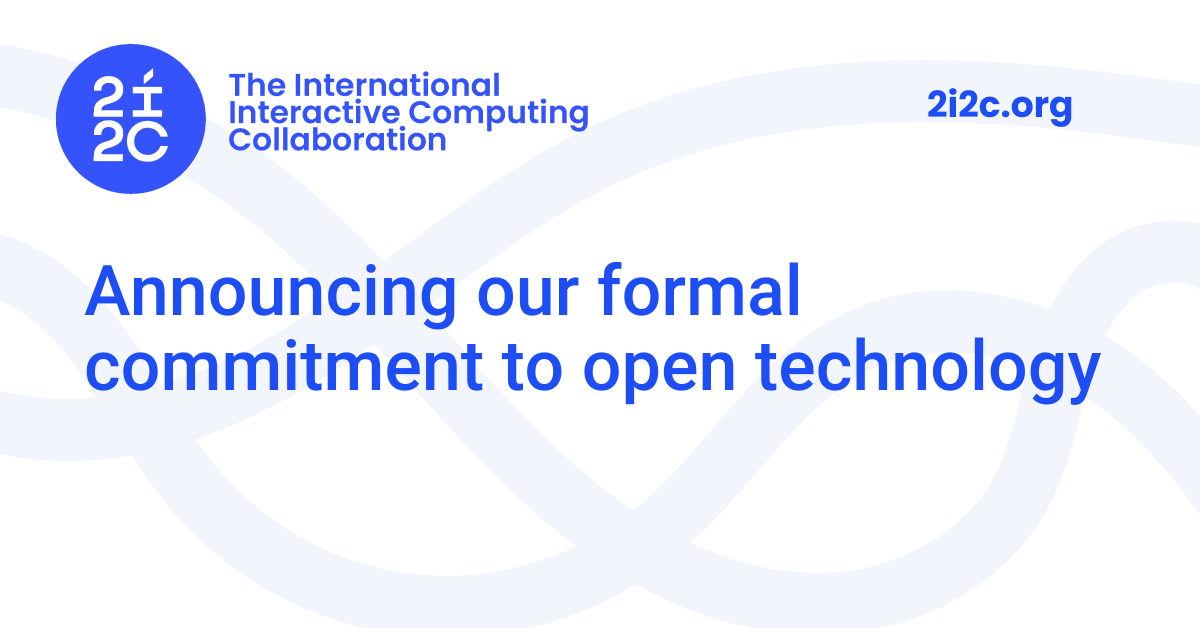 2i
2C
The International
Interactive Computing
Collaboration
2i2c.org
Announcing our formal
commitment to open technology